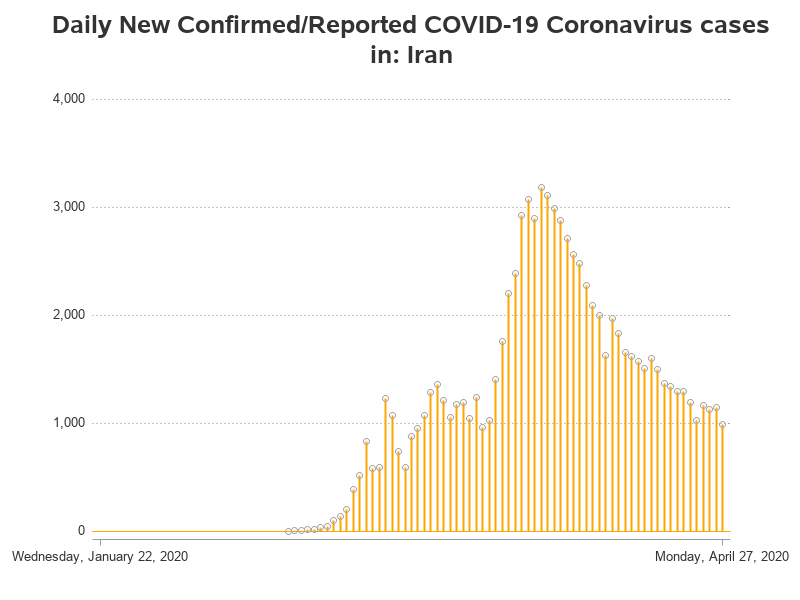 Daily New Confirmed/Reported COVID-19 Coronavirus cases
in: Iran
4,000
3,000
2,000
1,000
0
Wednesday, January 22, 2020
Monday, April 27, 2020